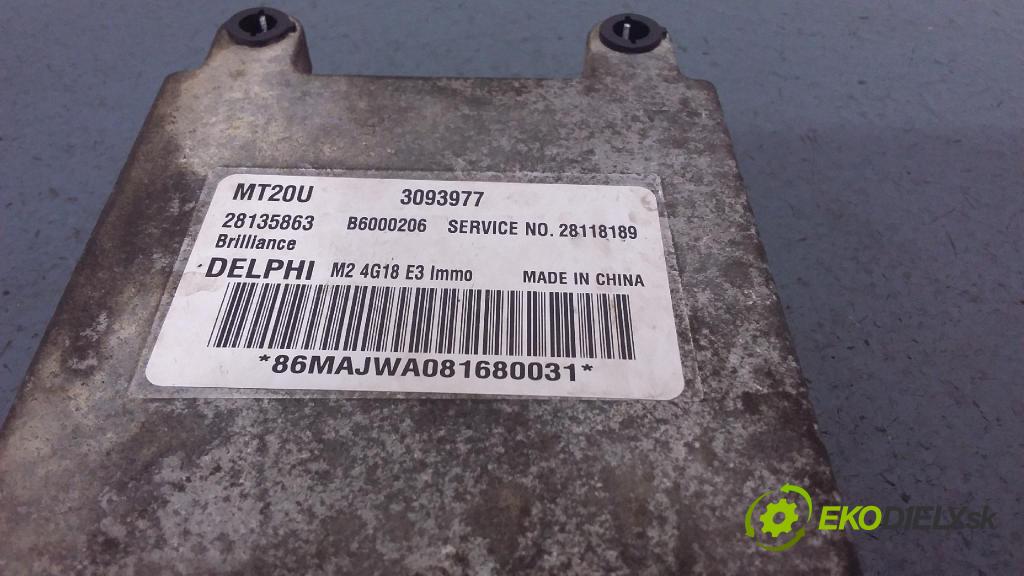 MT20U 3093977
28135863 B6000206 SERVICE NO. 28118189
Brilliance
DELPHI M2 4G18 E3 Immo MADE IN CHINA
*86MAJWA081680031*
EKODIELY.sk